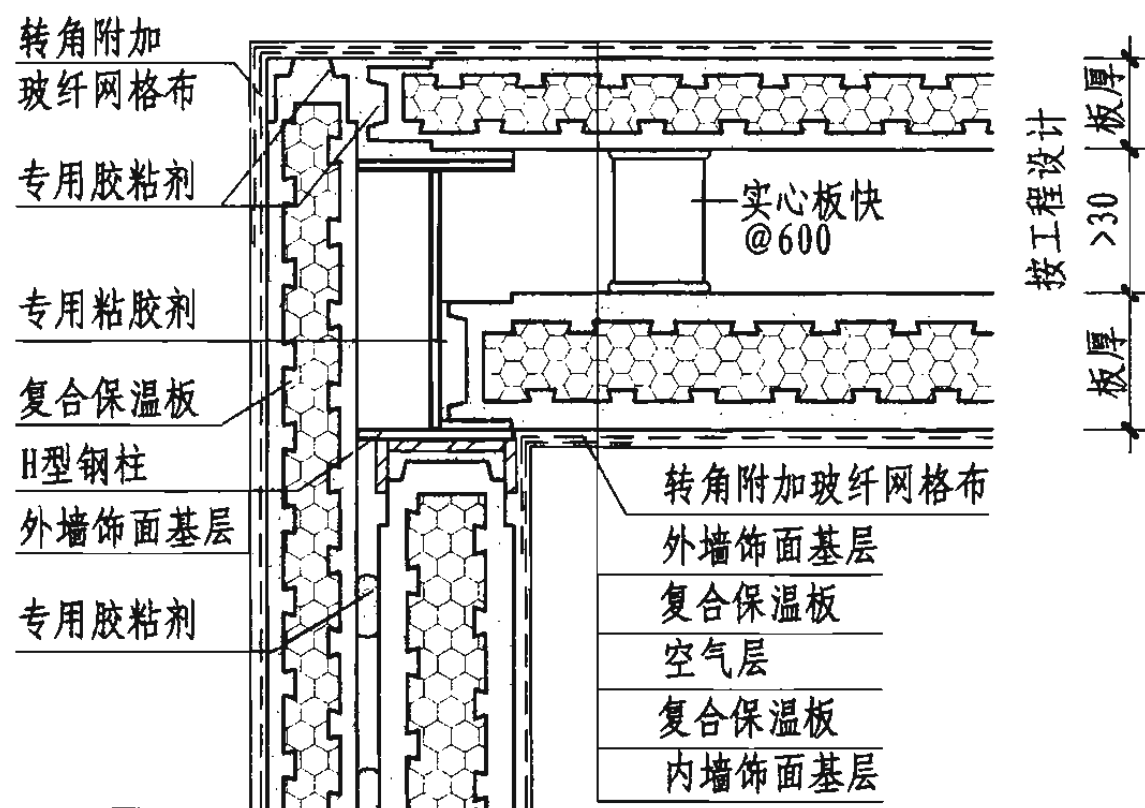 转角附加
玻纤网格布
专用胶粘剂
专用粘胶剂
复合保温板
H型钢柱
外墙饰面基层
专用胶粘剂
实心板快
@600
转角附加玻纤网格布
外墙饰面基层
复合保温板
空气层
复合保温板
内墙饰面基层
按工程设计
板厚
>30
板厚